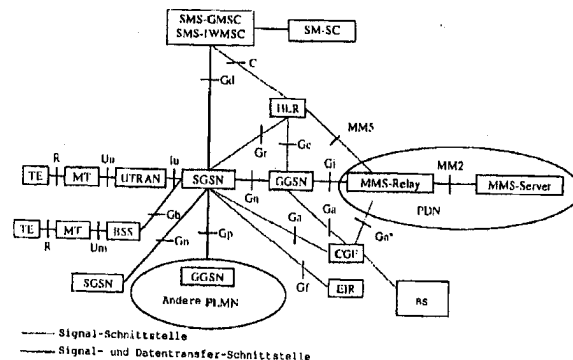 SMS-GMSC
SMS-IWMSC
SM-SC
C
Gd
HLR
MM5
Gr
Gc
Gi
MM2
R
Uu
Iu
TE
MT
UTRAN
SGSN
Gn
GGSN
MMS-Relay
MMS-Server
PDN
Gb
Ga
Ga
Ga*
TE
MT
BSS
R
Um
Gn
Gp
CGF
SGSN
GGSN
Gf
EIR
BS
Andere PLMN
Signal-Schnittstelle
Signal- und Datentransfer-Schnittstelle